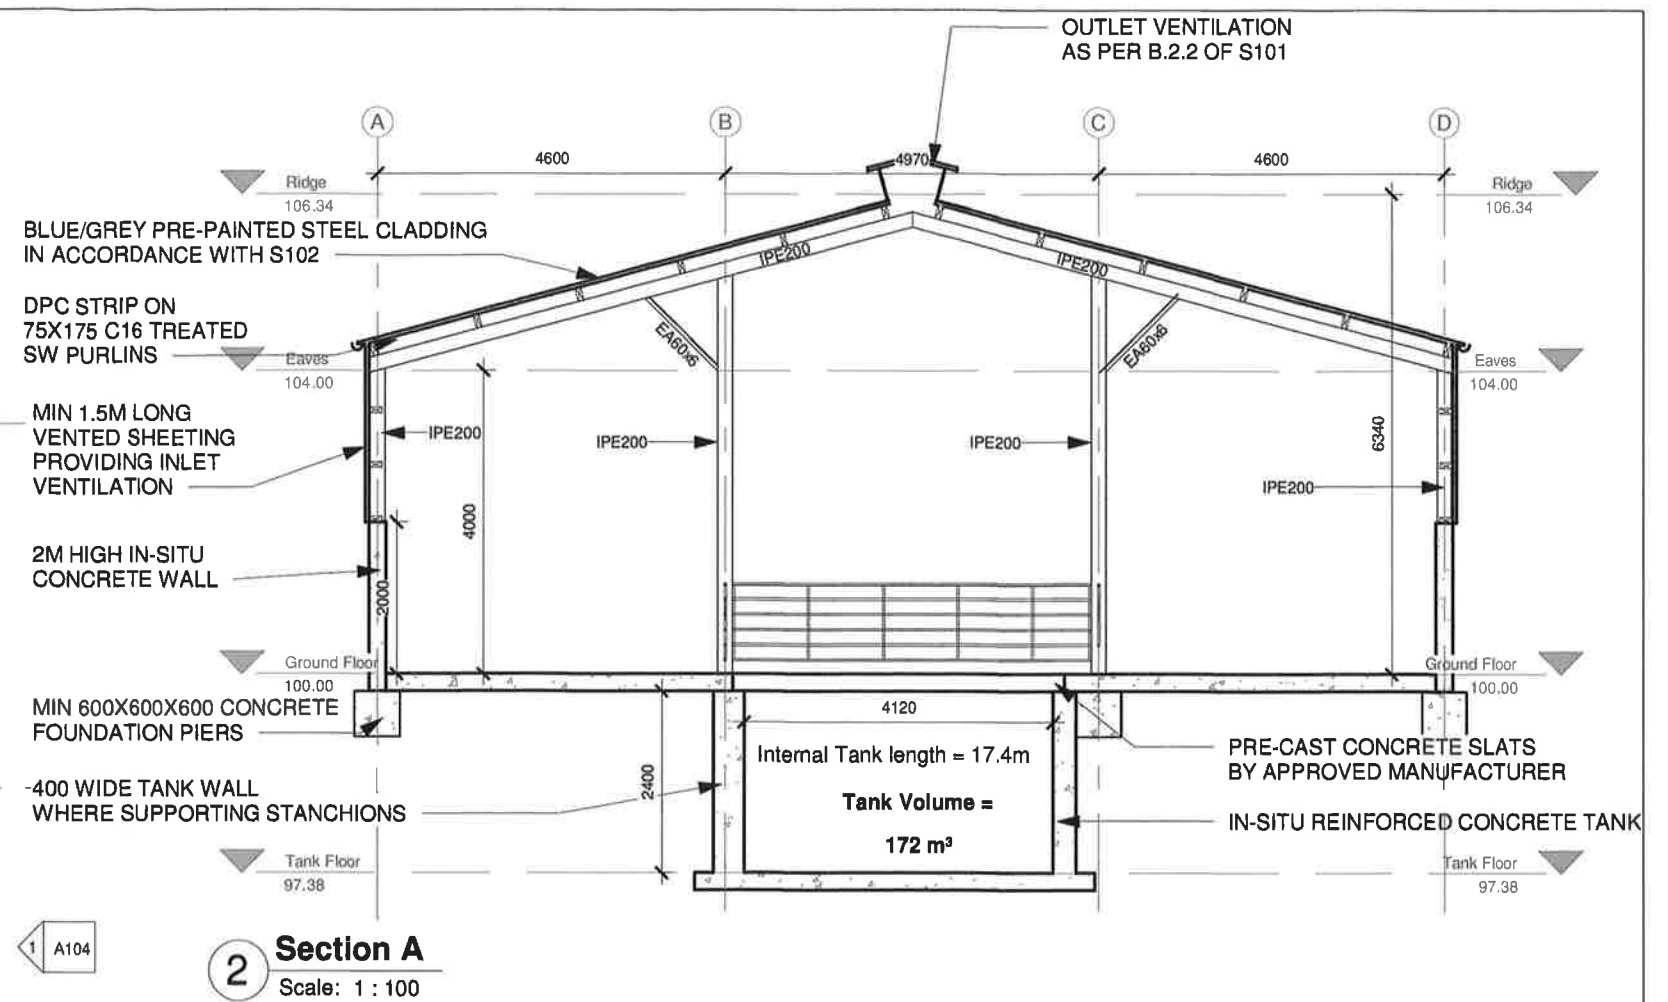 OUTLET VENTILATION
AS PER B.2.2 OF S101
A
B
C
D
4600
4970
4600
Ridge
106.34
Ridge
106.34
BLUE/GREY PRE-PAINTED STEEL CLADDING
IN ACCORDANCE WITH S102
IPE200
IPE200
DPC STRIP ON
75X175 C16 TREATED
SW PURLINS
EA60x6
EA60x6
Eaves
104.00
Eaves
104.00
MIN 1.5M LONG
VENTED SHEETING
PROVIDING INLET
VENTILATION
IPE200
IPE200
IPE200
IPE200
6340
4000
2M HIGH IN-SITU
CONCRETE WALL
2000
Ground Floor
100.00
Ground Floor
100.00
MIN 600X600X600 CONCRETE
FOUNDATION PIERS
4120
Internal Tank length = 17.4m
Tank Volume =
172 m³
2400
PRE-CAST CONCRETE SLATS
BY APPROVED MANUFACTURER
-400 WIDE TANK WALL
WHERE SUPPORTING STANCHIONS
IN-SITU REINFORCED CONCRETE TANK
Tank Floor
97.38
Tank Floor
97.38
1
A104
2
Section A
Scale: 1 : 100